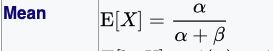 Mean E[X] = α / (α + β)